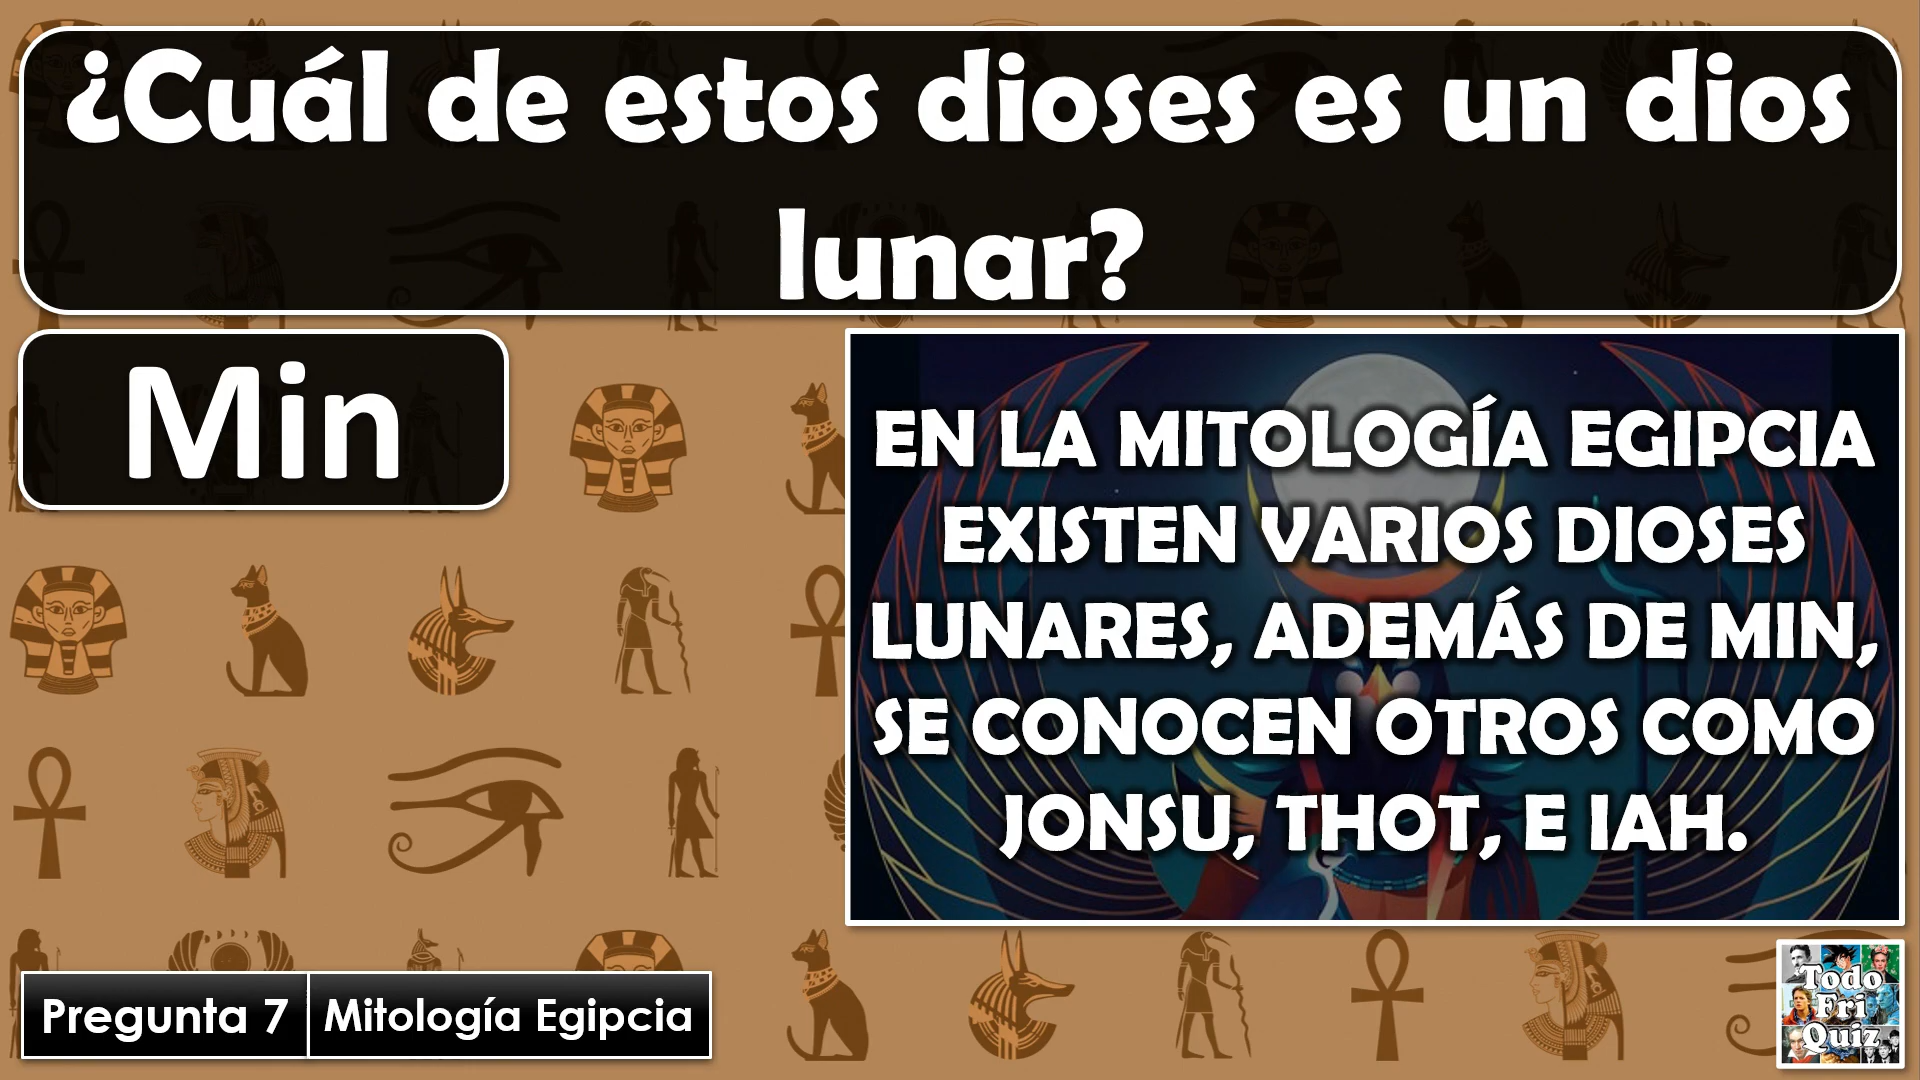 ¿Cuál de estos dioses es un dios
lunar?
Min
EN LA MITOLOGÍA EGIPCIA
EXISTEN VARIOS DIOSES
LUNARES, ADEMÁS DE MIN,
SE CONOCEN OTROS COMO
JONSU, THOT, E IAH.
Pregunta 7
Mitología Egipcia
Todo
Fri
Quiz